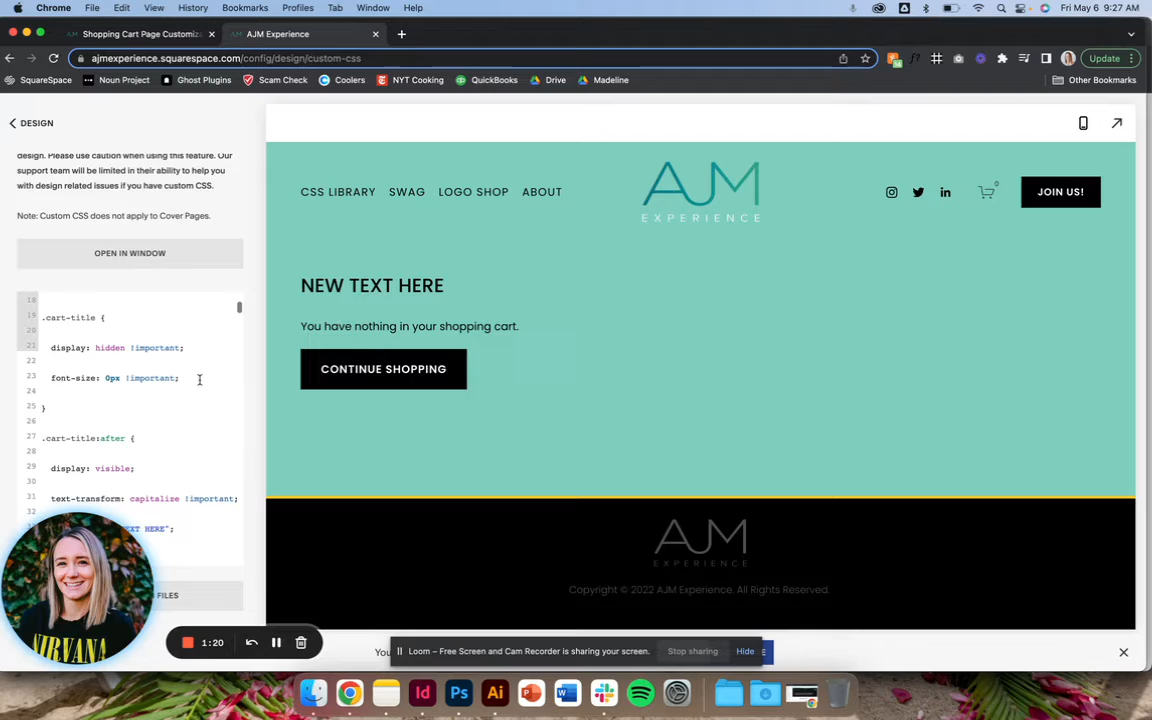 Chrome File Edit View History Bookmarks Profiles Tab Window Help Fri May 6 9:27 AM
Shopping Cart Page Customiza AJM Experience
ajmexperience.squarespace.com/config/design/custom-css Update
SquareSpace Noun Project Ghost Plugins Scam Check Coolers NYT Cooking QuickBooks Drive Madeline Other Bookmarks
DESIGN
design. Please use caution when using this feature. Our
support team will be limited in their ability to help you
with design related issues if you have custom CSS.
Note: Custom CSS does not apply to Cover Pages.
OPEN IN WINDOW
18
19 .cart-title {
20
21 display: hidden !important;
22
23 font-size: 0px !important;
24
25 }
26
27 .cart-title:after {
28
29 display: visible;
30
31 text-transform: capitalize !important;
32
EXT HERE";
FILES
CSS LIBRARY SWAG LOGO SHOP ABOUT
AJM
EXPERIENCE
0
JOIN US!
NEW TEXT HERE
You have nothing in your shopping cart.
CONTINUE SHOPPING
AJM
EXPERIENCE
Copyright © 2022 AJM Experience. All Rights Reserved.
NIRVANA
1:20
You
Loom – Free Screen and Cam Recorder is sharing your screen. Stop sharing Hide
E